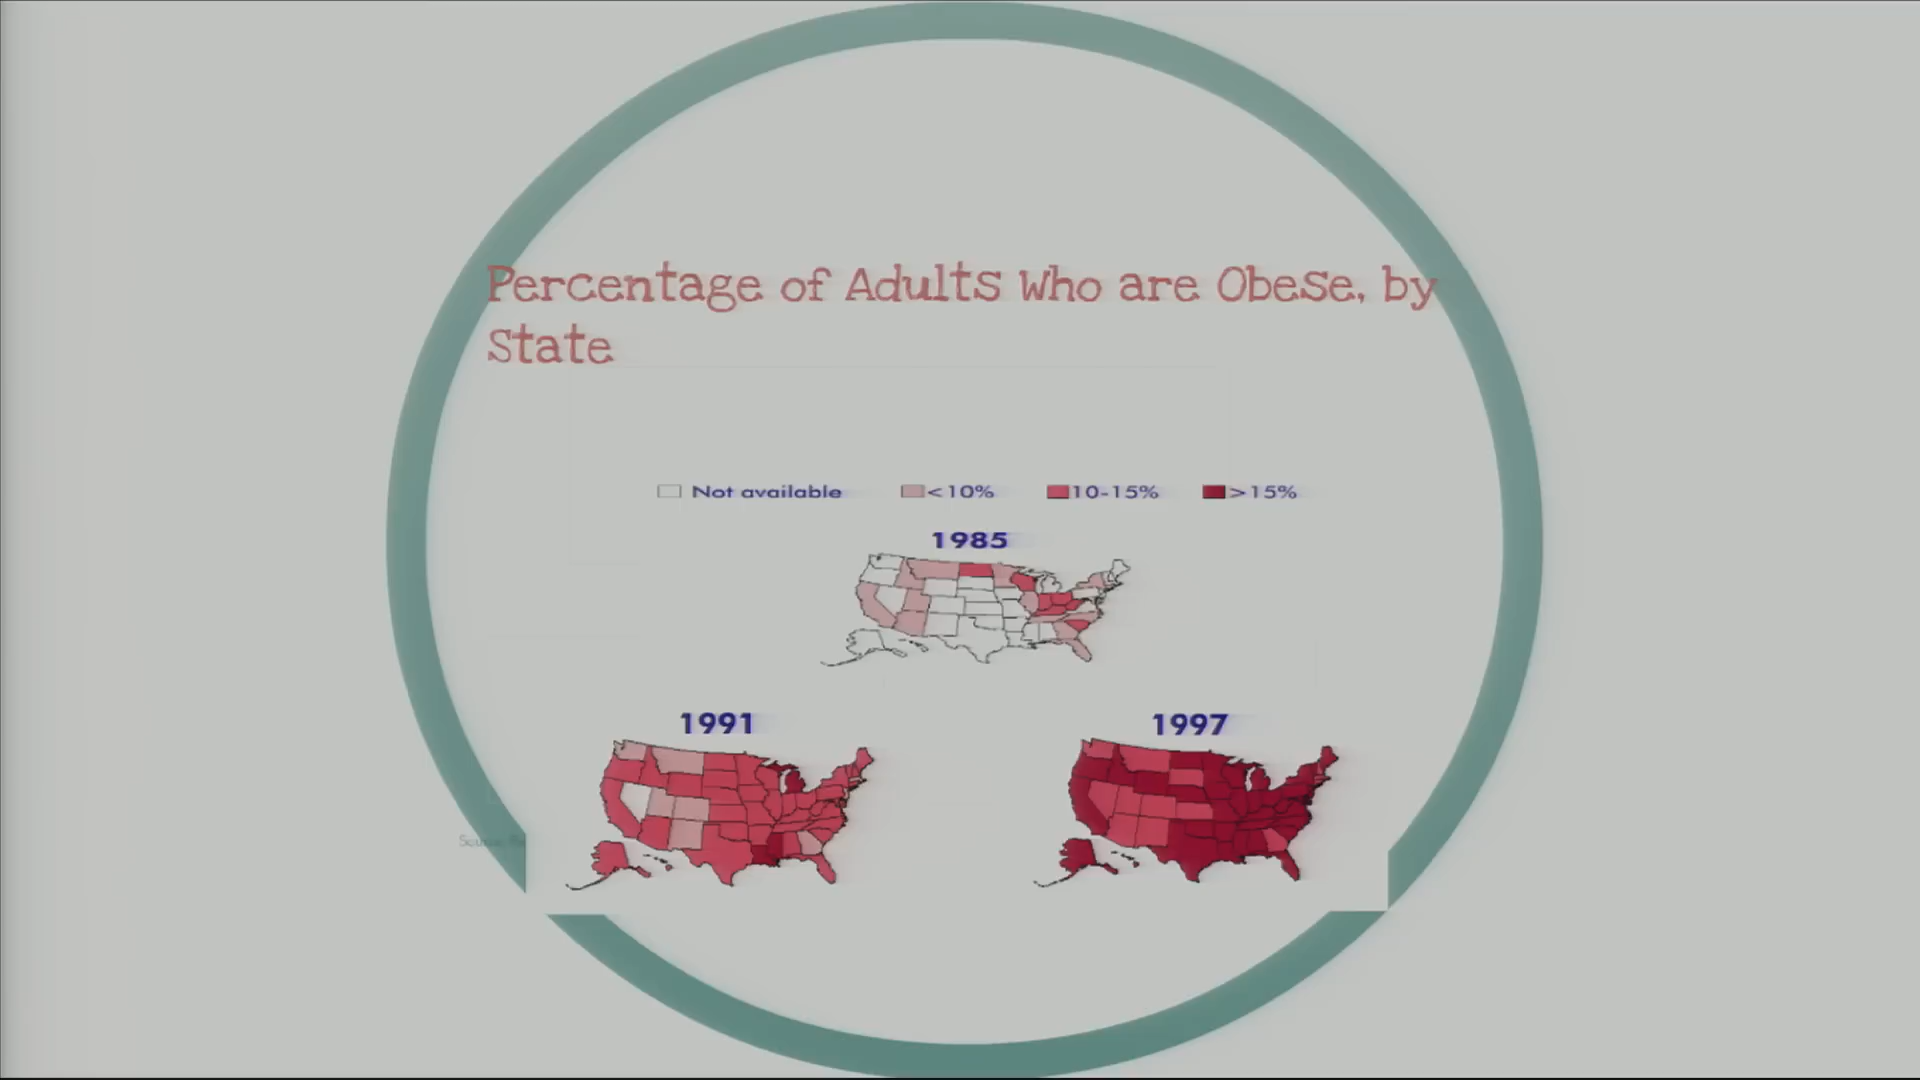 Percentage of Adults Who are Obese, by
State
Not available <10% 10-15% >15%
1985
1991 1997